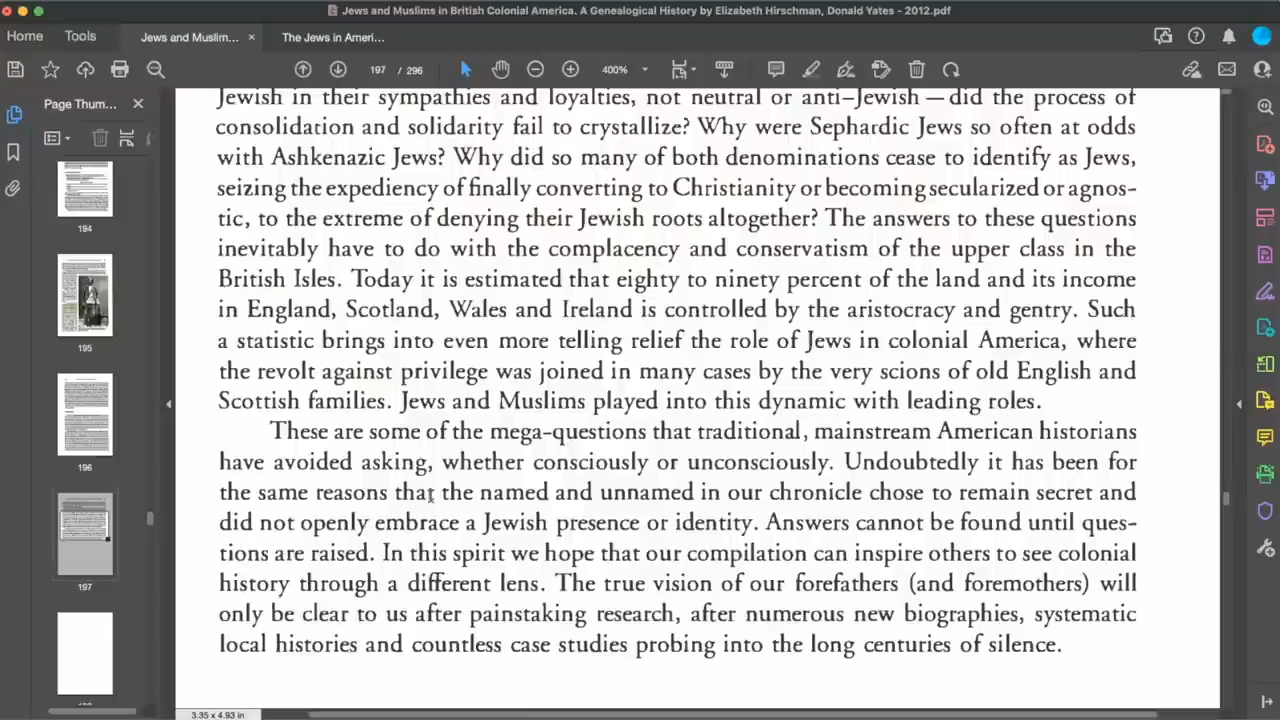 Jews and Muslims in British Colonial America. A Genealogical History by Elizabeth Hirschman, Donald Yates - 2012.pdf
Home Tools Jews and Muslim... × The Jews in Ameri...
197 / 296 400%
Page Thum...
194
195
196
197
Jewish in their sympathies and loyalties, not neutral or anti–Jewish — did the process of
consolidation and solidarity fail to crystallize? Why were Sephardic Jews so often at odds
with Ashkenazic Jews? Why did so many of both denominations cease to identify as Jews,
seizing the expediency of finally converting to Christianity or becoming secularized or agnos-
tic, to the extreme of denying their Jewish roots altogether? The answers to these questions
inevitably have to do with the complacency and conservatism of the upper class in the
British Isles. Today it is estimated that eighty to ninety percent of the land and its income
in England, Scotland, Wales and Ireland is controlled by the aristocracy and gentry. Such
a statistic brings into even more telling relief the role of Jews in colonial America, where
the revolt against privilege was joined in many cases by the very scions of old English and
Scottish families. Jews and Muslims played into this dynamic with leading roles.
These are some of the mega-questions that traditional, mainstream American historians
have avoided asking, whether consciously or unconsciously. Undoubtedly it has been for
the same reasons that the named and unnamed in our chronicle chose to remain secret and
did not openly embrace a Jewish presence or identity. Answers cannot be found until ques-
tions are raised. In this spirit we hope that our compilation can inspire others to see colonial
history through a different lens. The true vision of our forefathers (and foremothers) will
only be clear to us after painstaking research, after numerous new biographies, systematic
local histories and countless case studies probing into the long centuries of silence.
3.35 x 4.93 in